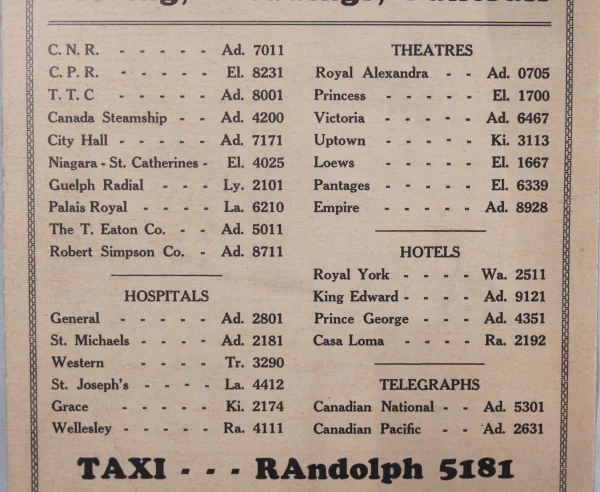 C. N. R. - - - - - Ad. 7011
C. P. R. - - - - - El. 8231
T. T. C - - - - - Ad. 8001
Canada Steamship - - Ad. 4200
City Hall - - - - - Ad. 7171
Niagara - St. Catherines - El. 4025
Guelph Radial - - - Ly. 2101
Palais Royal - - - - La. 6210
The T. Eaton Co. - - Ad. 5011
Robert Simpson Co. - Ad. 8711
HOSPITALS
General - - - - - Ad. 2801
St. Michaels - - - - Ad. 2181
Western - - - - Tr. 3290
St. Joseph's - - - - La. 4412
Grace - - - - - Ki. 2174
Wellesley - - - - - Ra. 4111
THEATRES
Royal Alexandra - - Ad. 0705
Princess - - - - - El. 1700
Victoria - - - - - Ad. 6467
Uptown - - - - - Ki. 3113
Loews - - - - - El. 1667
Pantages - - - - - El. 6339
Empire - - - - - Ad. 8928
HOTELS
Royal York - - - - Wa. 2511
King Edward - - - - Ad. 9121
Prince George - - - Ad. 4351
Casa Loma - - - - Ra. 2192
TELEGRAPHS
Canadian National - - Ad. 5301
Canadian Pacific - - Ad. 2631
TAXI - - - RAndolph 5181